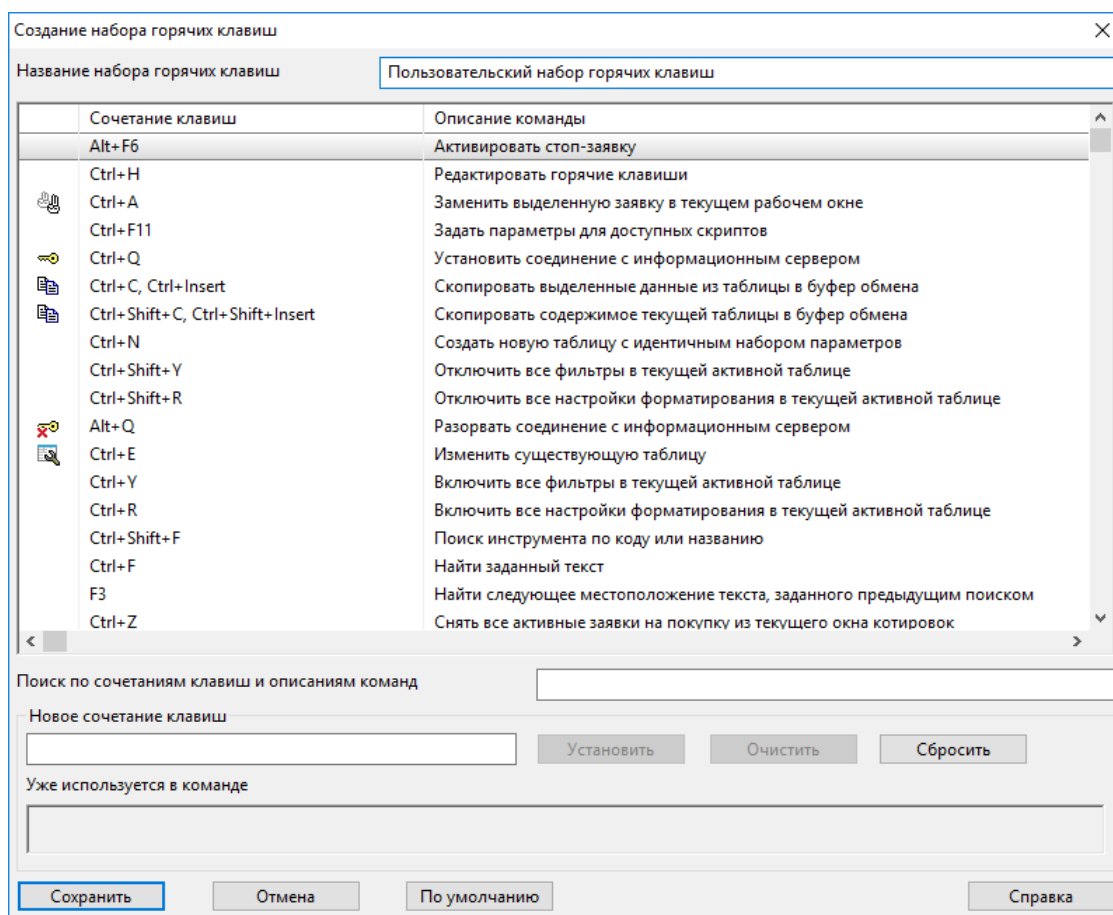 Создание набора горячих клавиш
Название набора горячих клавиш Пользовательский набор горячих клавиш
Сочетание клавиш Описание команды
Alt+F6 Активировать стоп-заявку
Ctrl+H Редактировать горячие клавиши
Ctrl+A Заменить выделенную заявку в текущем рабочем окне
Ctrl+F11 Задать параметры для доступных скриптов
Ctrl+Q Установить соединение с информационным сервером
Ctrl+C, Ctrl+Insert Скопировать выделенные данные из таблицы в буфер обмена
Ctrl+Shift+C, Ctrl+Shift+Insert Скопировать содержимое текущей таблицы в буфер обмена
Ctrl+N Создать новую таблицу с идентичным набором параметров
Ctrl+Shift+Y Отключить все фильтры в текущей активной таблице
Ctrl+Shift+R Отключить все настройки форматирования в текущей активной таблице
Alt+Q Разорвать соединение с информационным сервером
Ctrl+E Изменить существующую таблицу
Ctrl+Y Включить все фильтры в текущей активной таблице
Ctrl+R Включить все настройки форматирования в текущей активной таблице
Ctrl+Shift+F Поиск инструмента по коду или названию
Ctrl+F Найти заданный текст
F3 Найти следующее местоположение текста, заданного предыдущим поиском
Ctrl+Z Снять все активные заявки на покупку из текущего окна котировок
Поиск по сочетаниям клавиш и описаниям команд
Новое сочетание клавиш
Установить Очистить Сбросить
Уже используется в команде
Сохранить Отмена По умолчанию Справка